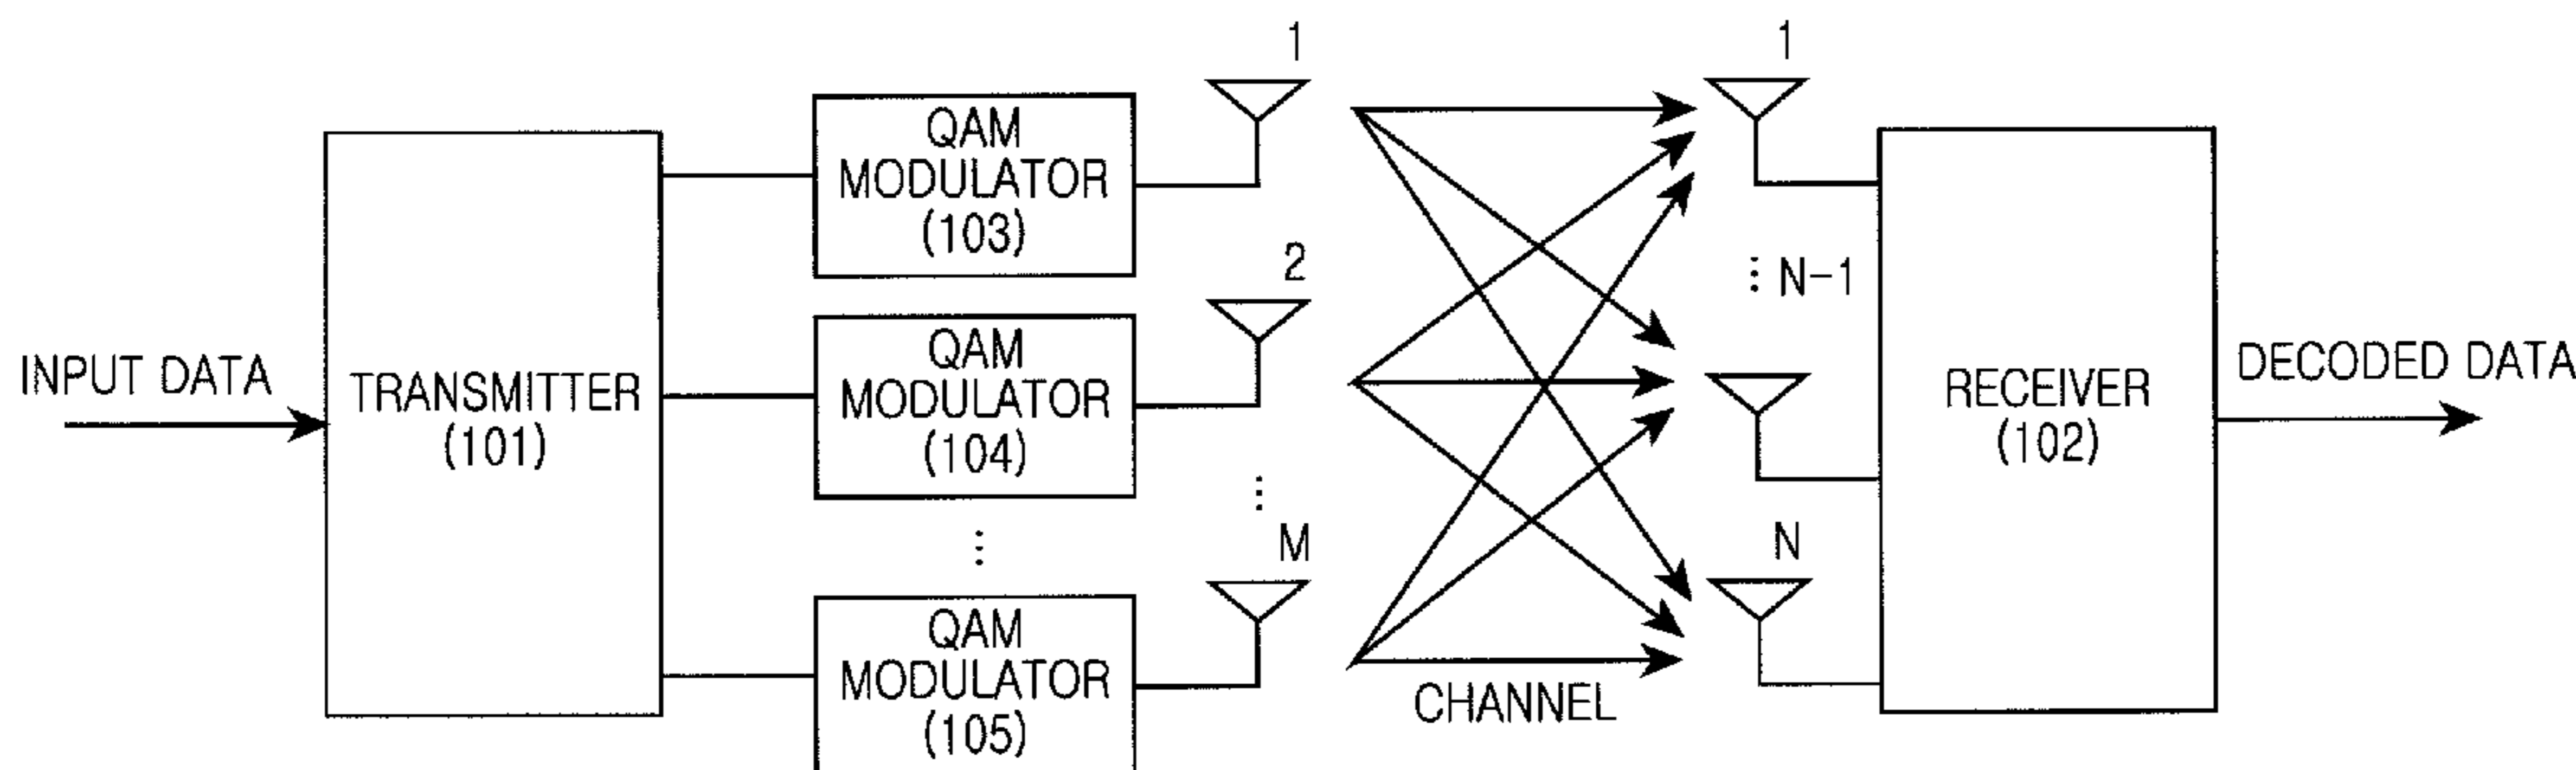 INPUT DATA
TRANSMITTER
(101)
QAM
MODULATOR
(103)
QAM
MODULATOR
(104)
⋮
QAM
MODULATOR
(105)
1
2
⋮
M
CHANNEL
1
⋮ N-1
N
RECEIVER
(102)
DECODED DATA